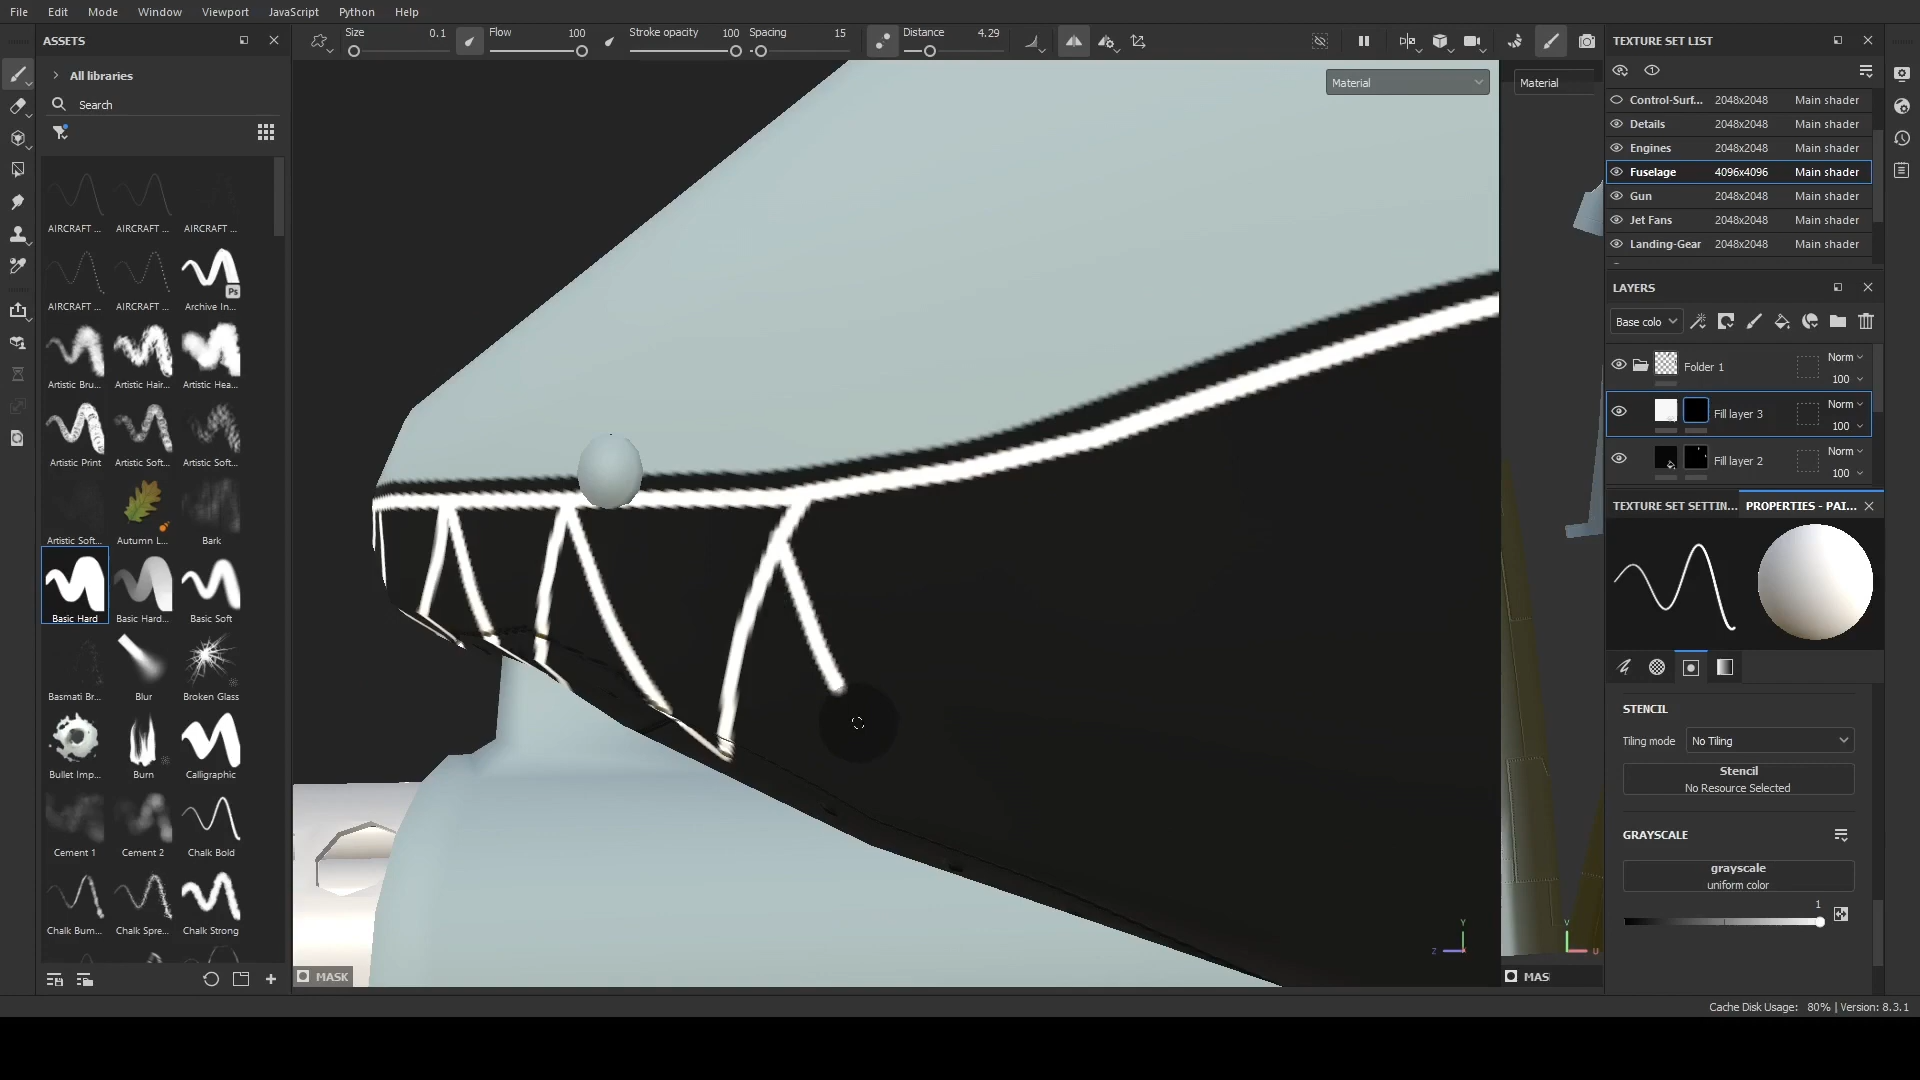 File Edit Mode Window Viewport JavaScript Python Help
ASSETS
All libraries
Search
AIRCRAFT ... AIRCRAFT ... AIRCRAFT ...
AIRCRAFT ... AIRCRAFT ... Archive In...
Ps
Artistic Bru... Artistic Hair... Artistic Hea...
Artistic Print Artistic Soft... Artistic Soft...
Artistic Soft... Autumn L... Bark
Basic Hard Basic Hard... Basic Soft
Basmati Br... Blur Broken Glass
Bullet Imp... Burn Calligraphic
Cement 1 Cement 2 Chalk Bold
Chalk Bum... Chalk Spre... Chalk Strong
Size 0.1 Flow 100 Stroke opacity 100 Spacing 15 Distance 4.29
Material
Material
Y
Z
V
U
MASK
MAS
TEXTURE SET LIST
Control-Surf... 2048x2048 Main shader
Details 2048x2048 Main shader
Engines 2048x2048 Main shader
Fuselage 4096x4096 Main shader
Gun 2048x2048 Main shader
Jet Fans 2048x2048 Main shader
Landing-Gear 2048x2048 Main shader
LAYERS
Base colo
Folder 1 Norm 100
Fill layer 3 Norm 100
Fill layer 2 Norm 100
TEXTURE SET SETTIN... PROPERTIES - PAI...
STENCIL
Tiling mode No Tiling
Stencil
No Resource Selected
GRAYSCALE
grayscale
uniform color
1
Cache Disk Usage: 80% | Version: 8.3.1